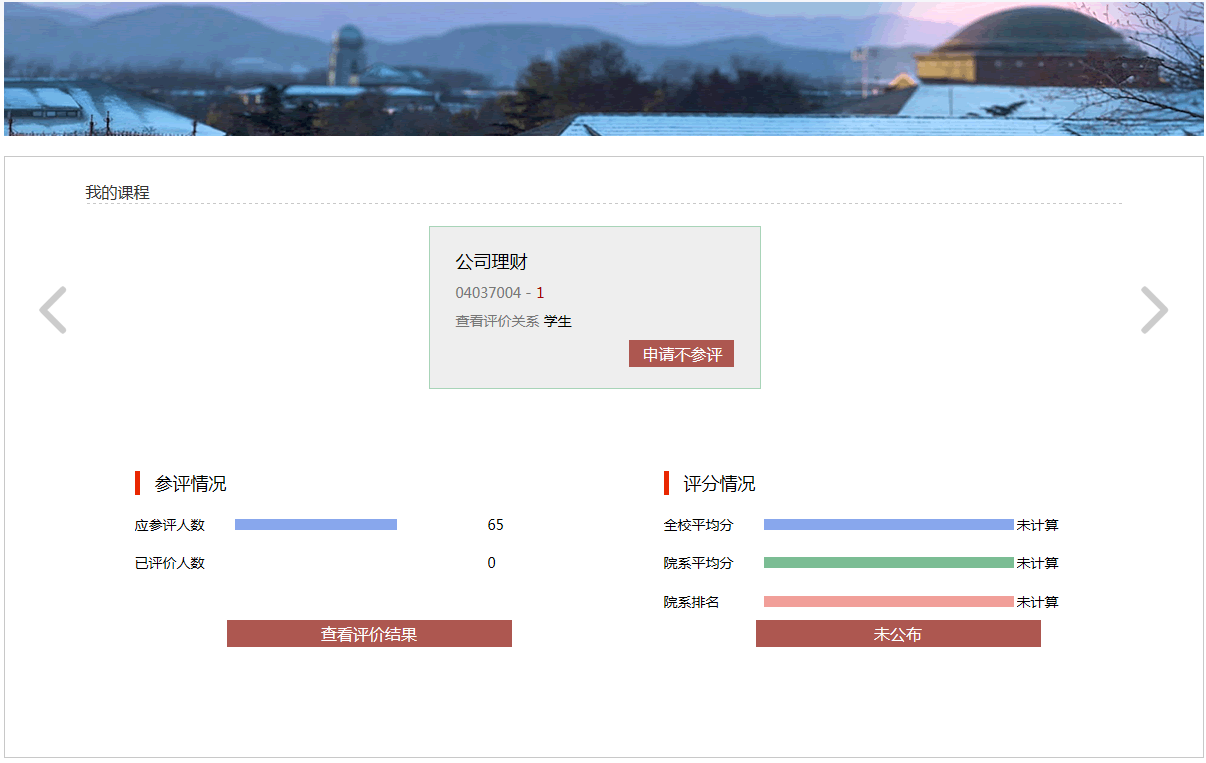 我的课程
公司理财
04037004 - 1
查看评价关系 学生
申请不参评
参评情况
应参评人数 65
已评价人数 0
查看评价结果
评分情况
全校平均分 未计算
院系平均分 未计算
院系排名 未计算
未公布